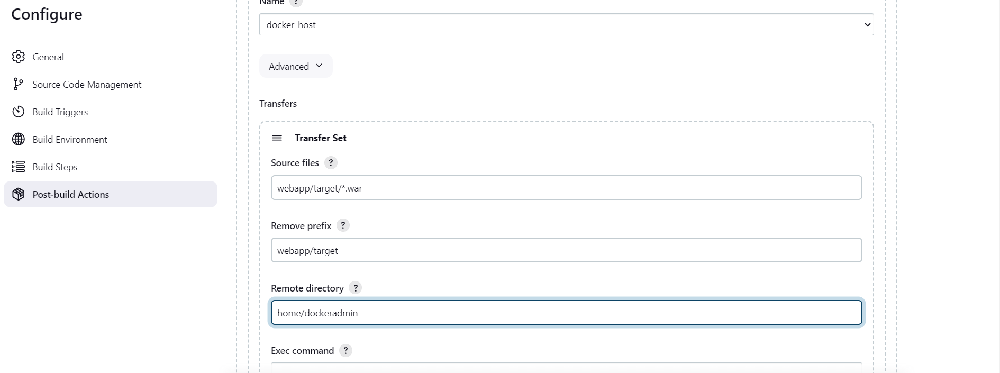 Configure
General
Source Code Management
Build Triggers
Build Environment
Build Steps
Post-build Actions
Name ?
docker-host
Advanced
Transfers
Transfer Set
Source files ?
webapp/target/*.war
Remove prefix ?
webapp/target
Remote directory ?
home/dockeradmin
Exec command ?